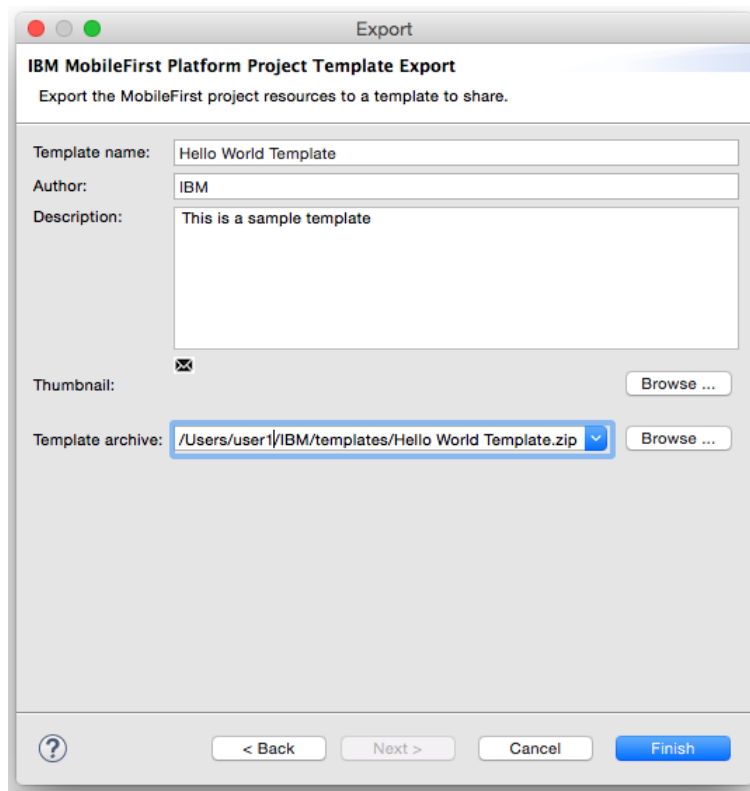 Export
IBM MobileFirst Platform Project Template Export
Export the MobileFirst project resources to a template to share.
Template name: Hello World Template
Author: IBM
Description: This is a sample template
Thumbnail: Browse ...
Template archive: /Users/user1/IBM/templates/Hello World Template.zip Browse ...
? < Back Next > Cancel Finish